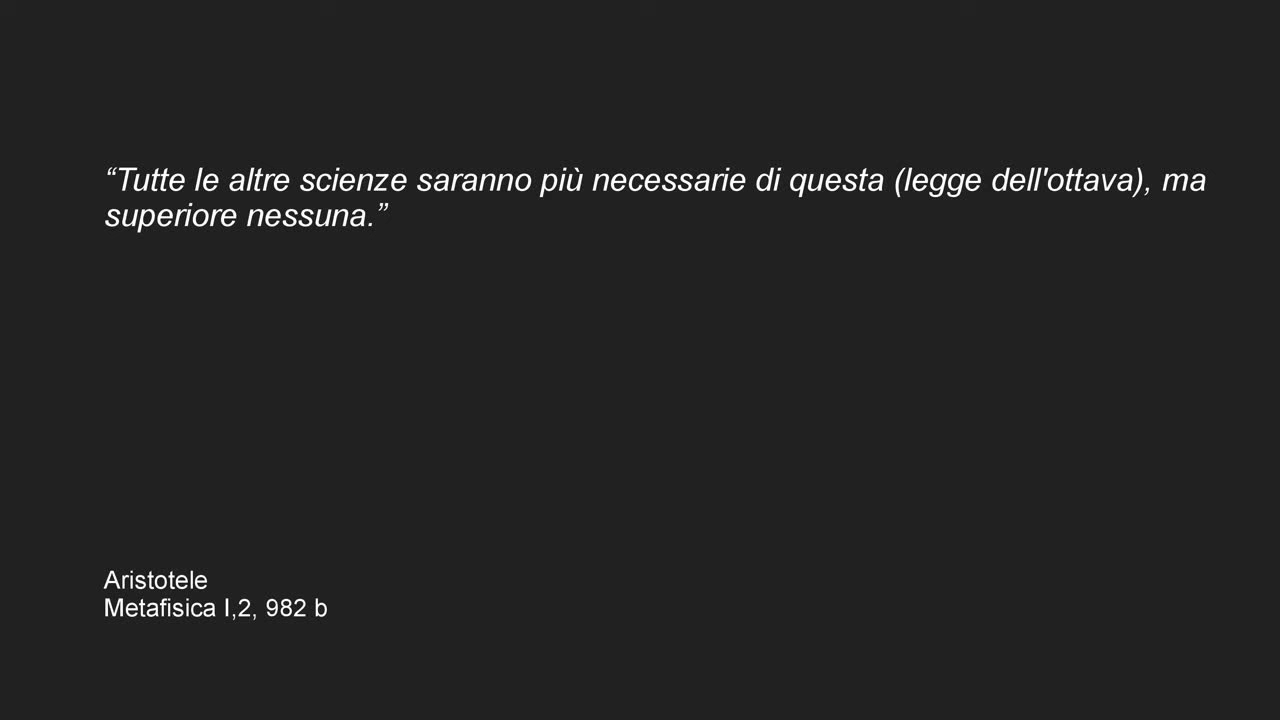 “Tutte le altre scienze saranno più necessarie di questa (legge dell'ottava), ma
superiore nessuna.”
Aristotele
Metafisica I,2, 982 b